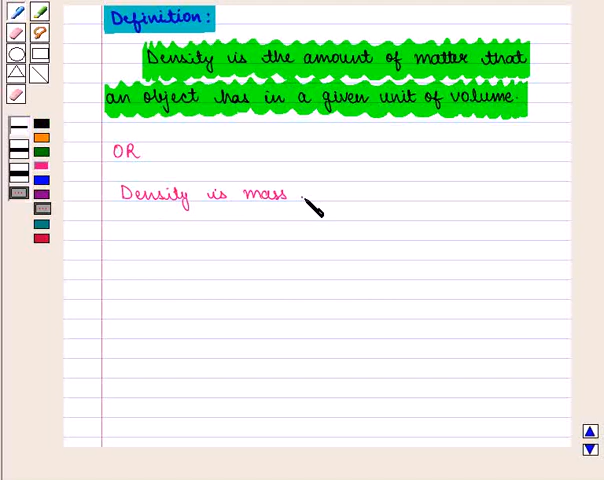 Definition:
Density is the amount of matter that
an object has in a given unit of volume.
OR
Density is mass